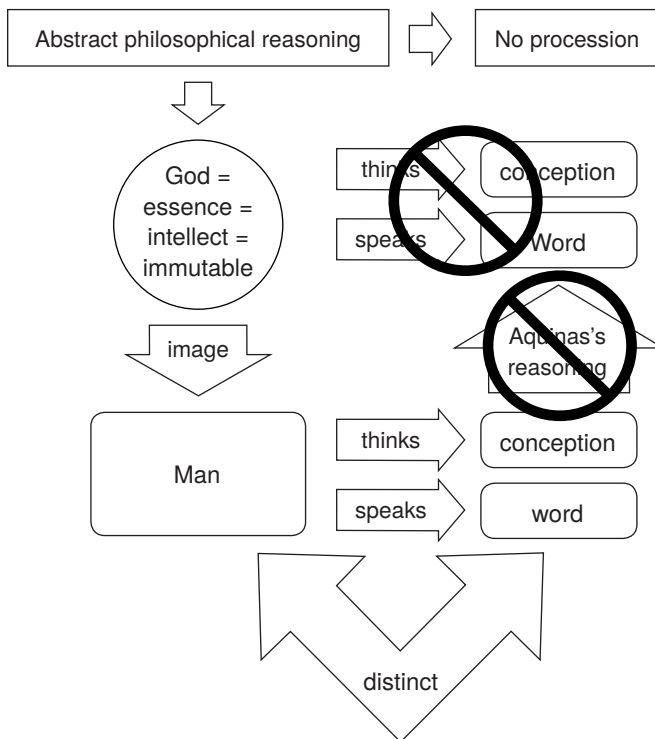 Abstract philosophical reasoning
No procession
God =
essence =
intellect =
immutable
thinks
conception
speaks
Word
image
Aquinas's
reasoning
Man
thinks
conception
speaks
word
distinct